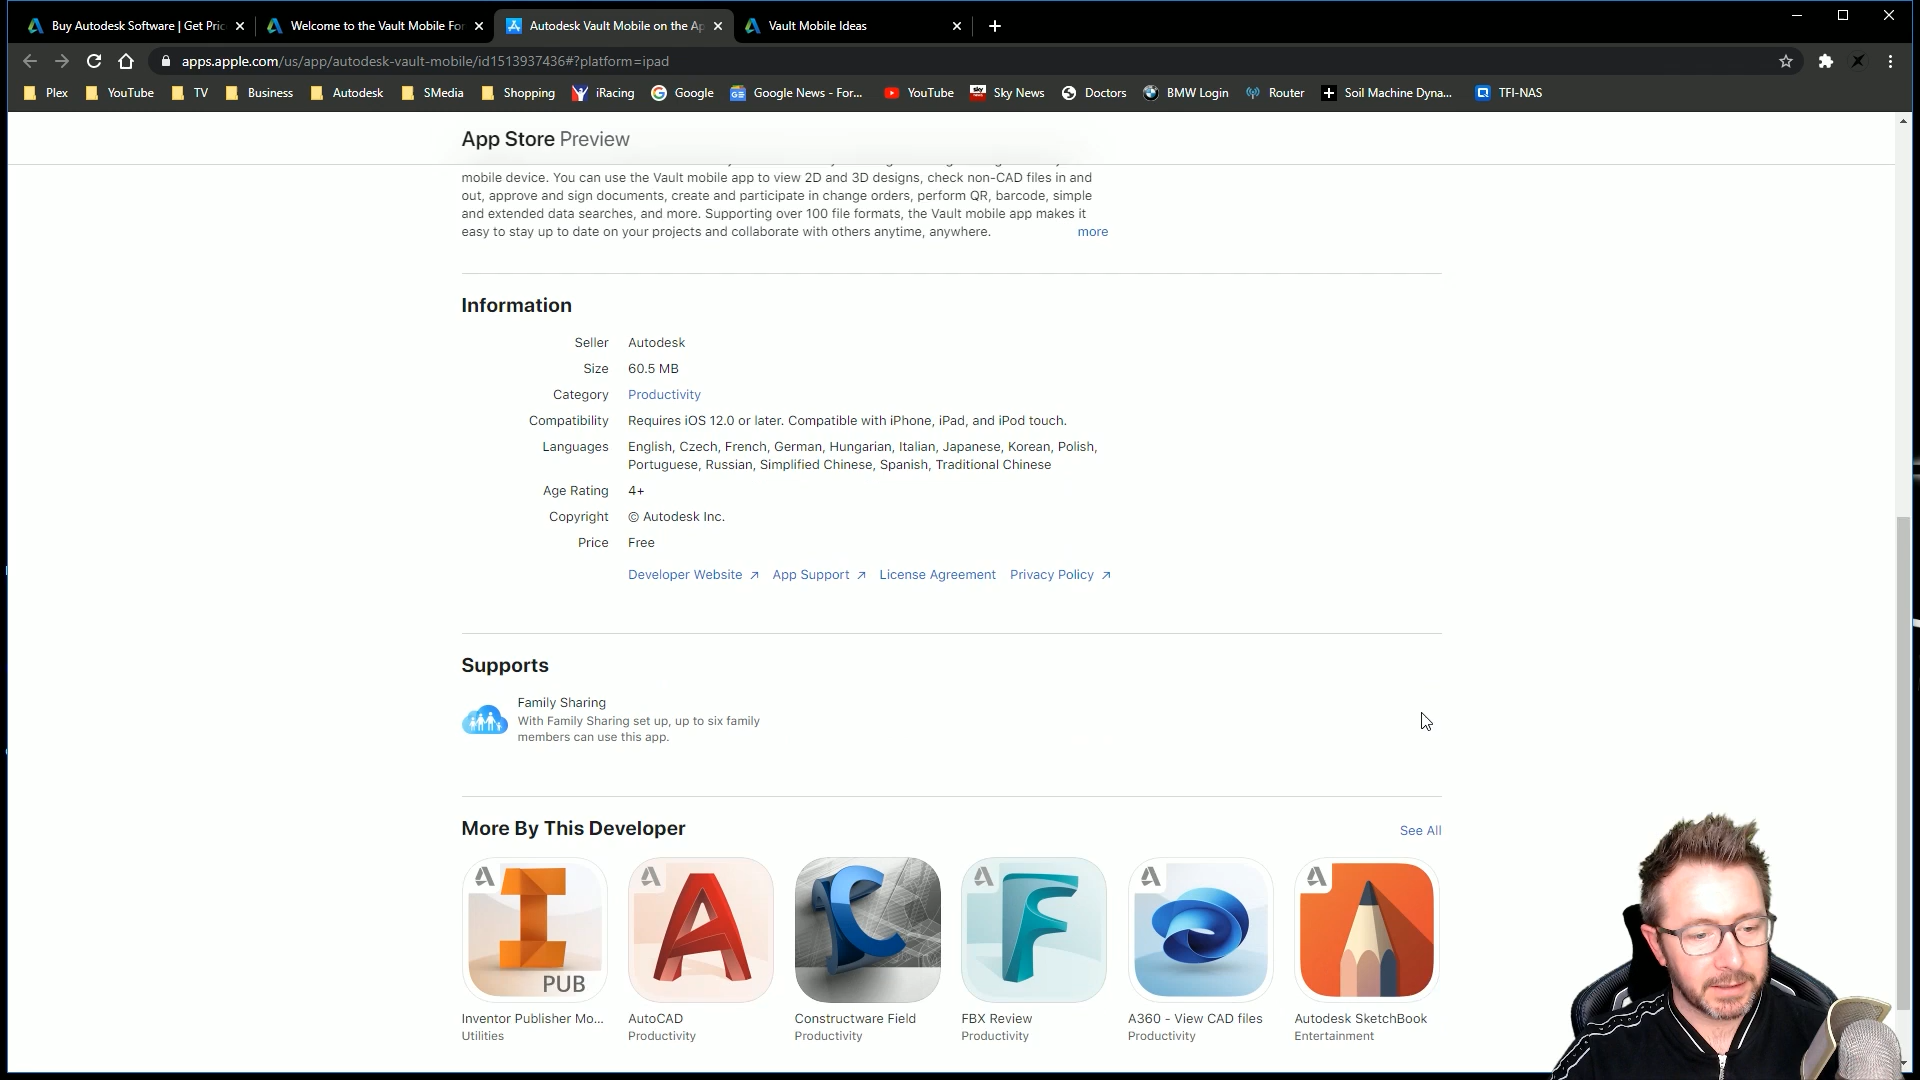 Buy Autodesk Software | Get Pric
Welcome to the Vault Mobile For
Autodesk Vault Mobile on the Ap
Vault Mobile Ideas
apps.apple.com/us/app/autodesk-vault-mobile/id1513937436#?platform=ipad
Plex
YouTube
TV
Business
Autodesk
SMedia
Shopping
iRacing
Google
Google News - For...
YouTube
Sky News
Doctors
BMW Login
Router
Soil Machine Dyna...
TFI-NAS
App Store Preview
mobile device. You can use the Vault mobile app to view 2D and 3D designs, check non-CAD files in and
out, approve and sign documents, create and participate in change orders, perform QR, barcode, simple
and extended data searches, and more. Supporting over 100 file formats, the Vault mobile app makes it
easy to stay up to date on your projects and collaborate with others anytime, anywhere. more
Information
Seller Autodesk
Size 60.5 MB
Category Productivity
Compatibility Requires iOS 12.0 or later. Compatible with iPhone, iPad, and iPod touch.
Languages English, Czech, French, German, Hungarian, Italian, Japanese, Korean, Polish,
Portuguese, Russian, Simplified Chinese, Spanish, Traditional Chinese
Age Rating 4+
Copyright © Autodesk Inc.
Price Free
Developer Website App Support License Agreement Privacy Policy
Supports
Family Sharing
With Family Sharing set up, up to six family
members can use this app.
More By This Developer See All
PUB
Inventor Publisher Mo...
Utilities
AutoCAD
Productivity
Constructware Field
Productivity
FBX Review
Productivity
A360 - View CAD files
Productivity
Autodesk SketchBook
Entertainment